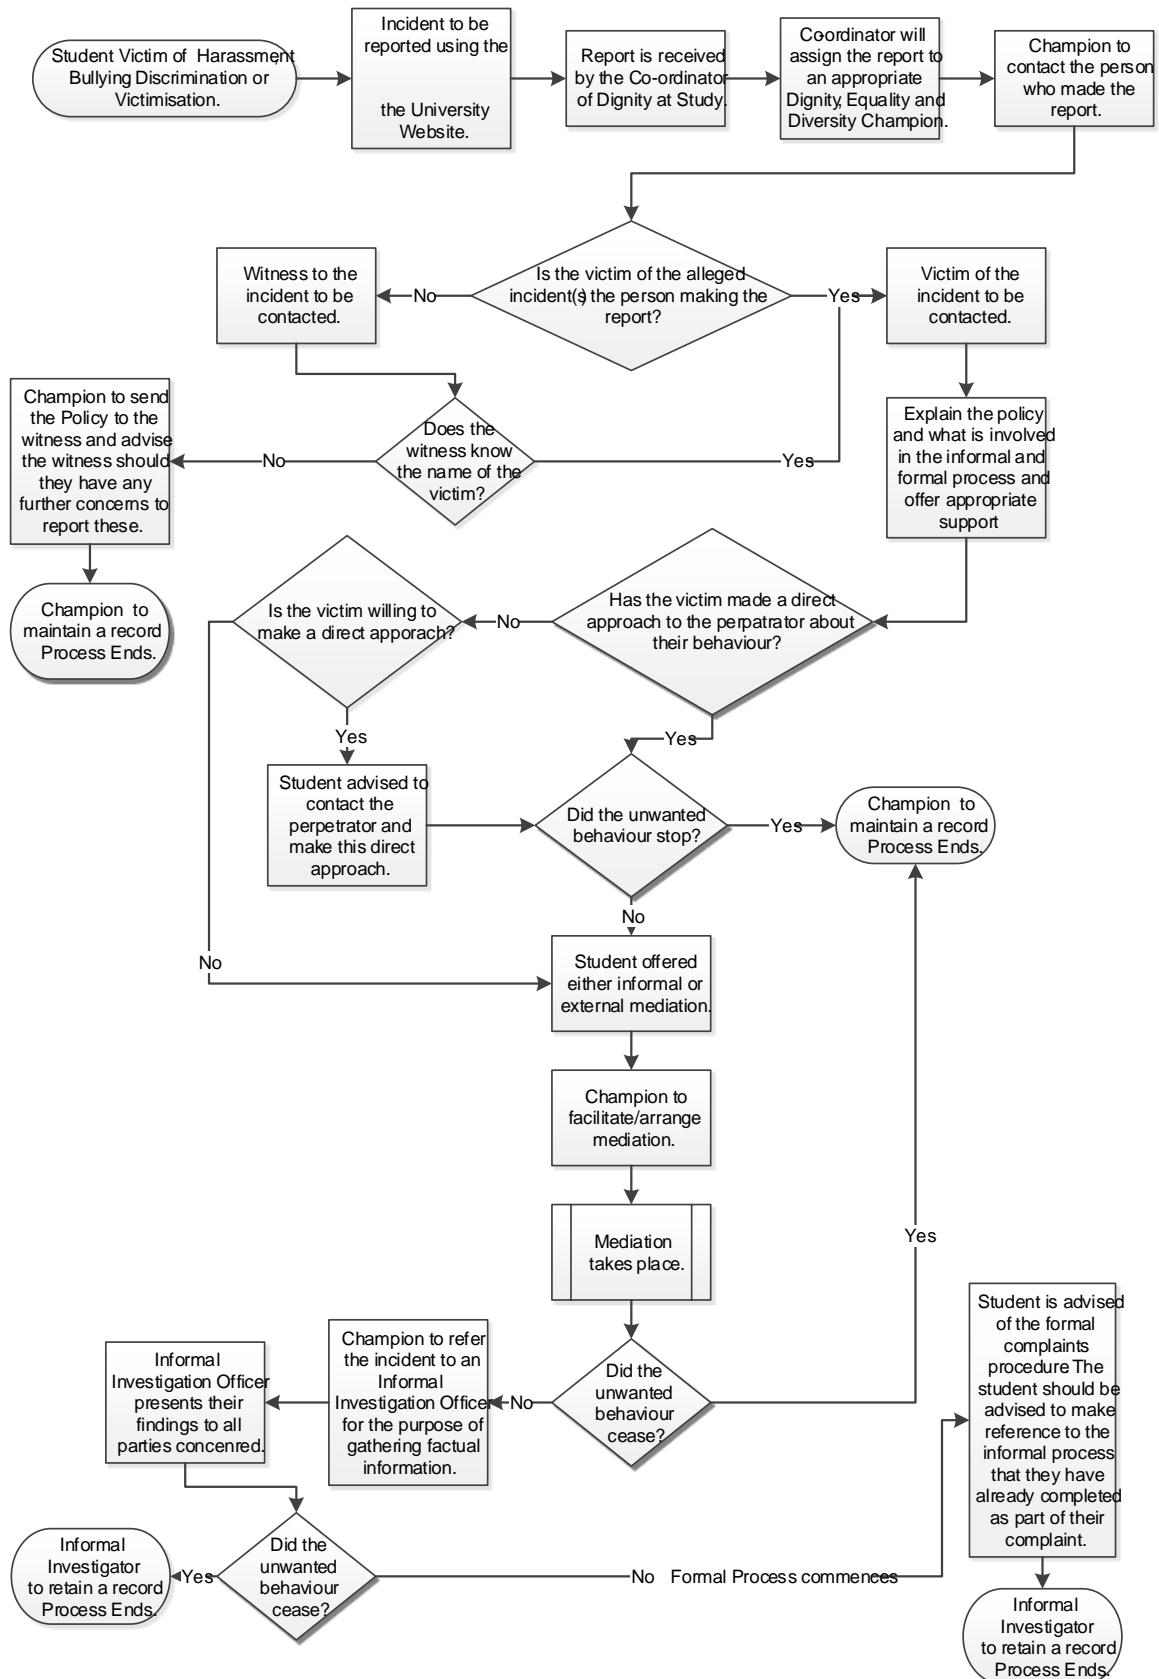 Student Victim of Harassment,
Bullying Discrimination or
Victimisation.
Incident to be
reported using the
the University
Website.
Report is received
by the Co-ordinator
of Dignity at Study.
Co-ordinator will
assign the report to
an appropriate
Dignity, Equality and
Diversity Champion.
Champion to
contact the person
who made the
report.
Is the victim of the alleged
incident(s) the person making the
report?
No
Yes
Witness to the
incident to be
contacted.
Victim of the
incident to be
contacted.
Does the
witness know
the name of the
victim?
No
Yes
Champion to send
the Policy to the
witness and advise
the witness should
they have any
further concerns to
report these.
Champion to
maintain a record
Process Ends.
Explain the policy
and what is involved
in the informal and
formal process and
offer appropriate
support
Has the victim made a direct
approach to the perpatrator about
their behaviour?
No
Yes
Is the victim willing to
make a direct apporach?
Yes
No
Student advised to
contact the
perpetrator and
make this direct
approach.
Did the unwanted
behaviour stop?
Yes
No
Champion to
maintain a record
Process Ends.
Student offered
either informal or
external mediation.
Champion to
facilitate/arrange
mediation.
Mediation
takes place.
Did the
unwanted
behaviour
cease?
Yes
No
Champion to refer
the incident to an
Informal
Investigation Officer
for the purpose of
gathering factual
information.
Informal
Investigation Officer
presents their
findings to all
parties concenred.
Did the
unwanted
behaviour
cease?
Yes
Informal
Investigator
to retain a record
Process Ends.
No Formal Process commences
Student is advised
of the formal
complaints
procedure The
student should be
advised to make
reference to the
informal process
that they have
already completed
as part of their
complaint.
Informal
Investigator
to retain a record
Process Ends.